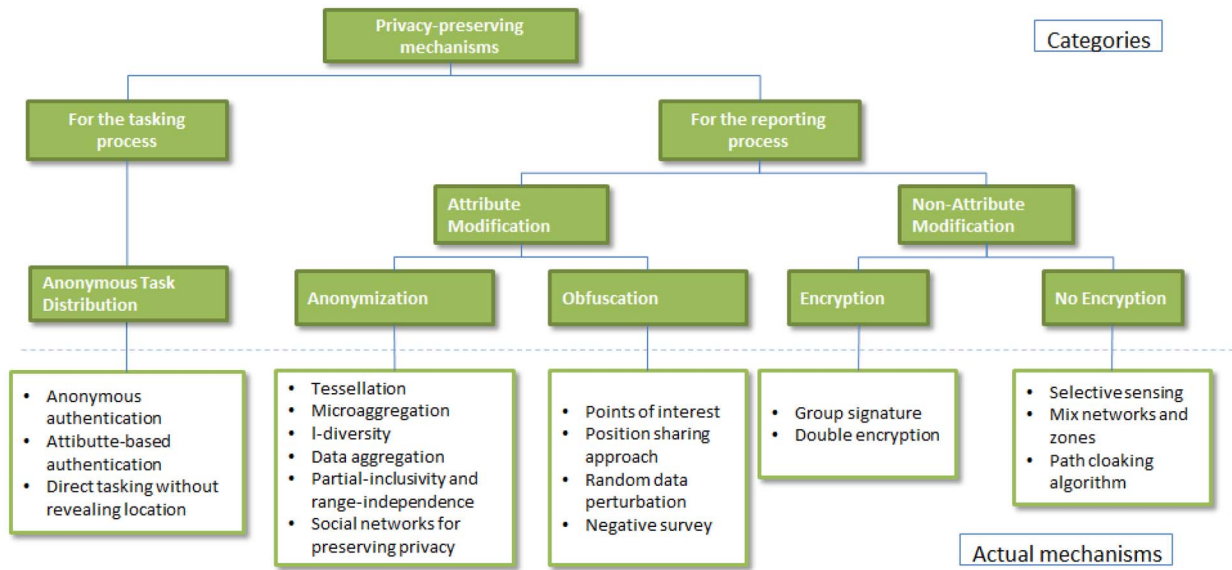 Privacy-preserving
mechanisms
Categories
For the tasking
process
For the reporting
process
Attribute
Modification
Non-Attribute
Modification
Anonymous Task
Distribution
Anonymization
Obfuscation
Encryption
No Encryption
• Anonymous
authentication
• Attibutte-based
authentication
• Direct tasking without
revealing location
• Tessellation
• Microaggregation
• l-diversity
• Data aggregation
• Partial-inclusivity and
range-independence
• Social networks for
preserving privacy
• Points of interest
• Position sharing
approach
• Random data
perturbation
• Negative survey
• Group signature
• Double encryption
• Selective sensing
• Mix networks and
zones
• Path cloaking
algorithm
Actual mechanisms